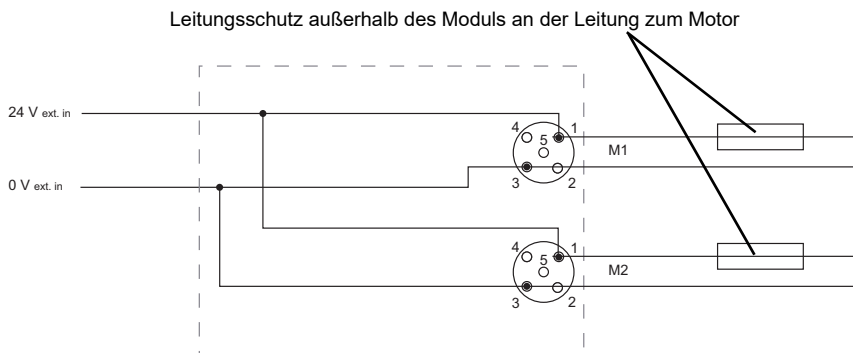 Leitungsschutz außerhalb des Moduls an der Leitung zum Motor
24 V ext. in
4 1
5
M1
3 2
0 V ext. in
4 1
5
M2
3 2